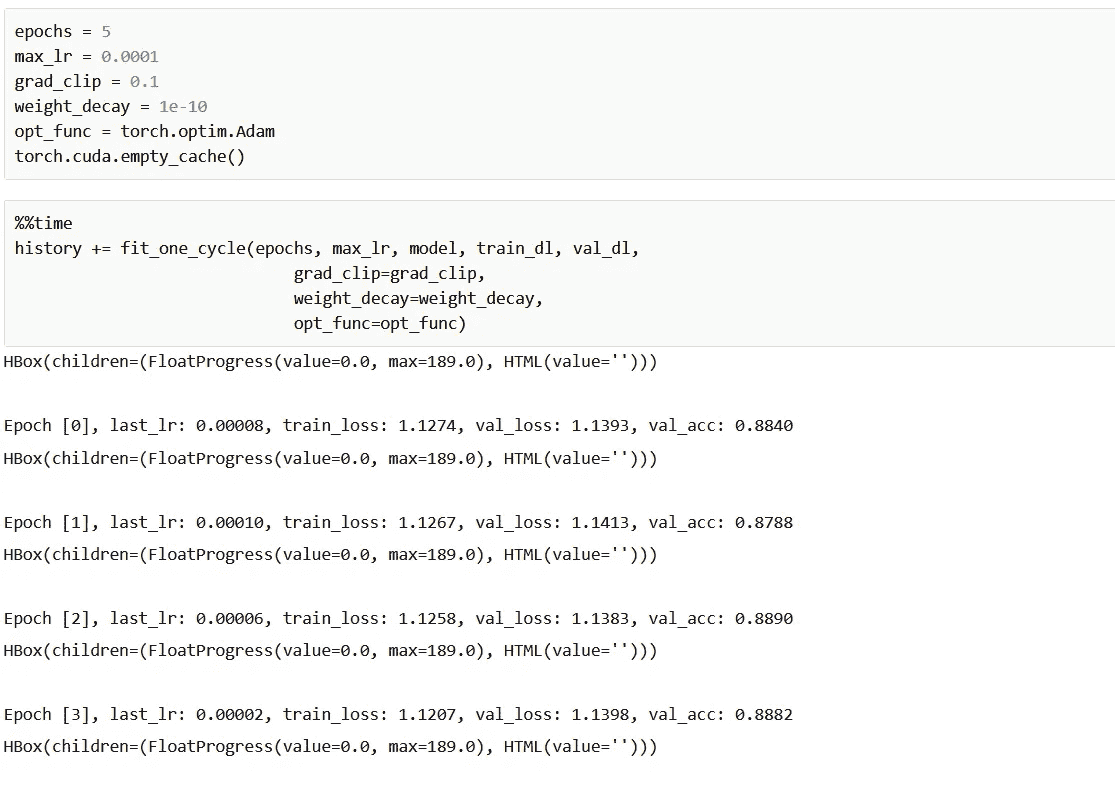 epochs = 5
max_lr = 0.0001
grad_clip = 0.1
weight_decay = 1e-10
opt_func = torch.optim.Adam
torch.cuda.empty_cache()
%%time
history += fit_one_cycle(epochs, max_lr, model, train_dl, val_dl,
grad_clip=grad_clip,
weight_decay=weight_decay,
opt_func=opt_func)
HBox(children=(FloatProgress(value=0.0, max=189.0), HTML(value='')))
Epoch [0], last_lr: 0.00008, train_loss: 1.1274, val_loss: 1.1393, val_acc: 0.8840
HBox(children=(FloatProgress(value=0.0, max=189.0), HTML(value='')))
Epoch [1], last_lr: 0.00010, train_loss: 1.1267, val_loss: 1.1413, val_acc: 0.8788
HBox(children=(FloatProgress(value=0.0, max=189.0), HTML(value='')))
Epoch [2], last_lr: 0.00006, train_loss: 1.1258, val_loss: 1.1383, val_acc: 0.8890
HBox(children=(FloatProgress(value=0.0, max=189.0), HTML(value='')))
Epoch [3], last_lr: 0.00002, train_loss: 1.1207, val_loss: 1.1398, val_acc: 0.8882
HBox(children=(FloatProgress(value=0.0, max=189.0), HTML(value='')))